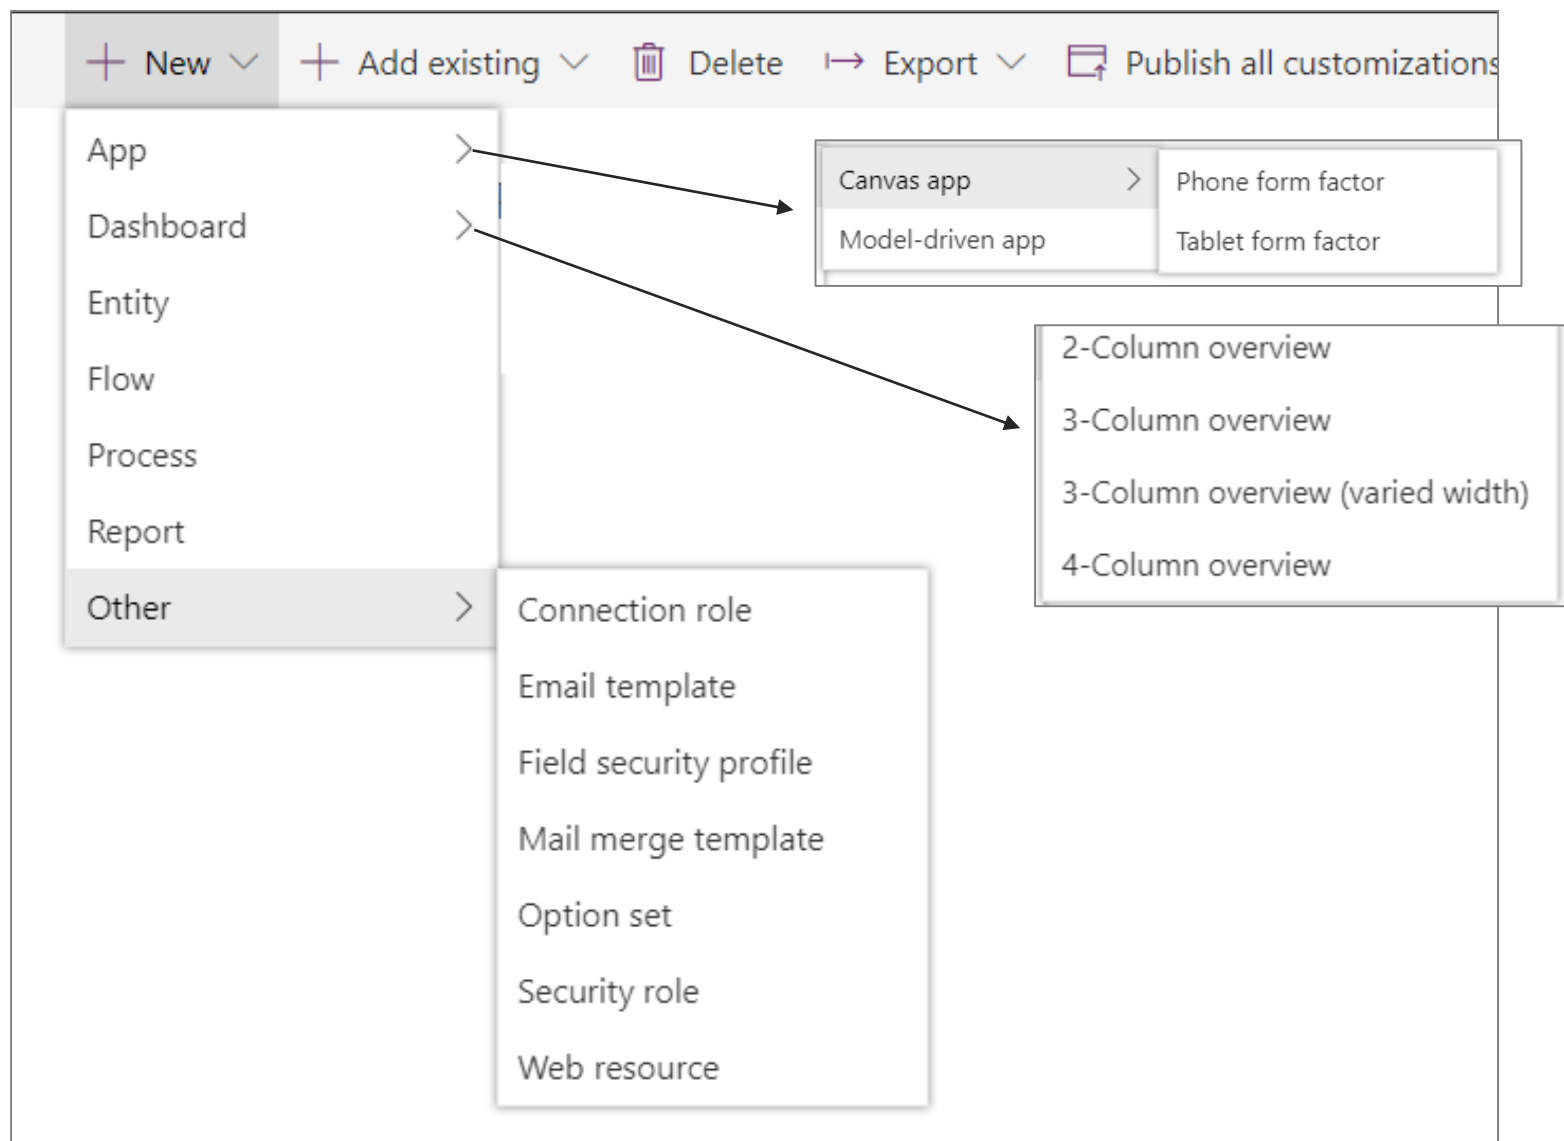 New
Add existing
Delete
Export
Publish all customizations
App
Dashboard
Entity
Flow
Process
Report
Other
Canvas app
Model-driven app
Phone form factor
Tablet form factor
2-Column overview
3-Column overview
3-Column overview (varied width)
4-Column overview
Connection role
Email template
Field security profile
Mail merge template
Option set
Security role
Web resource